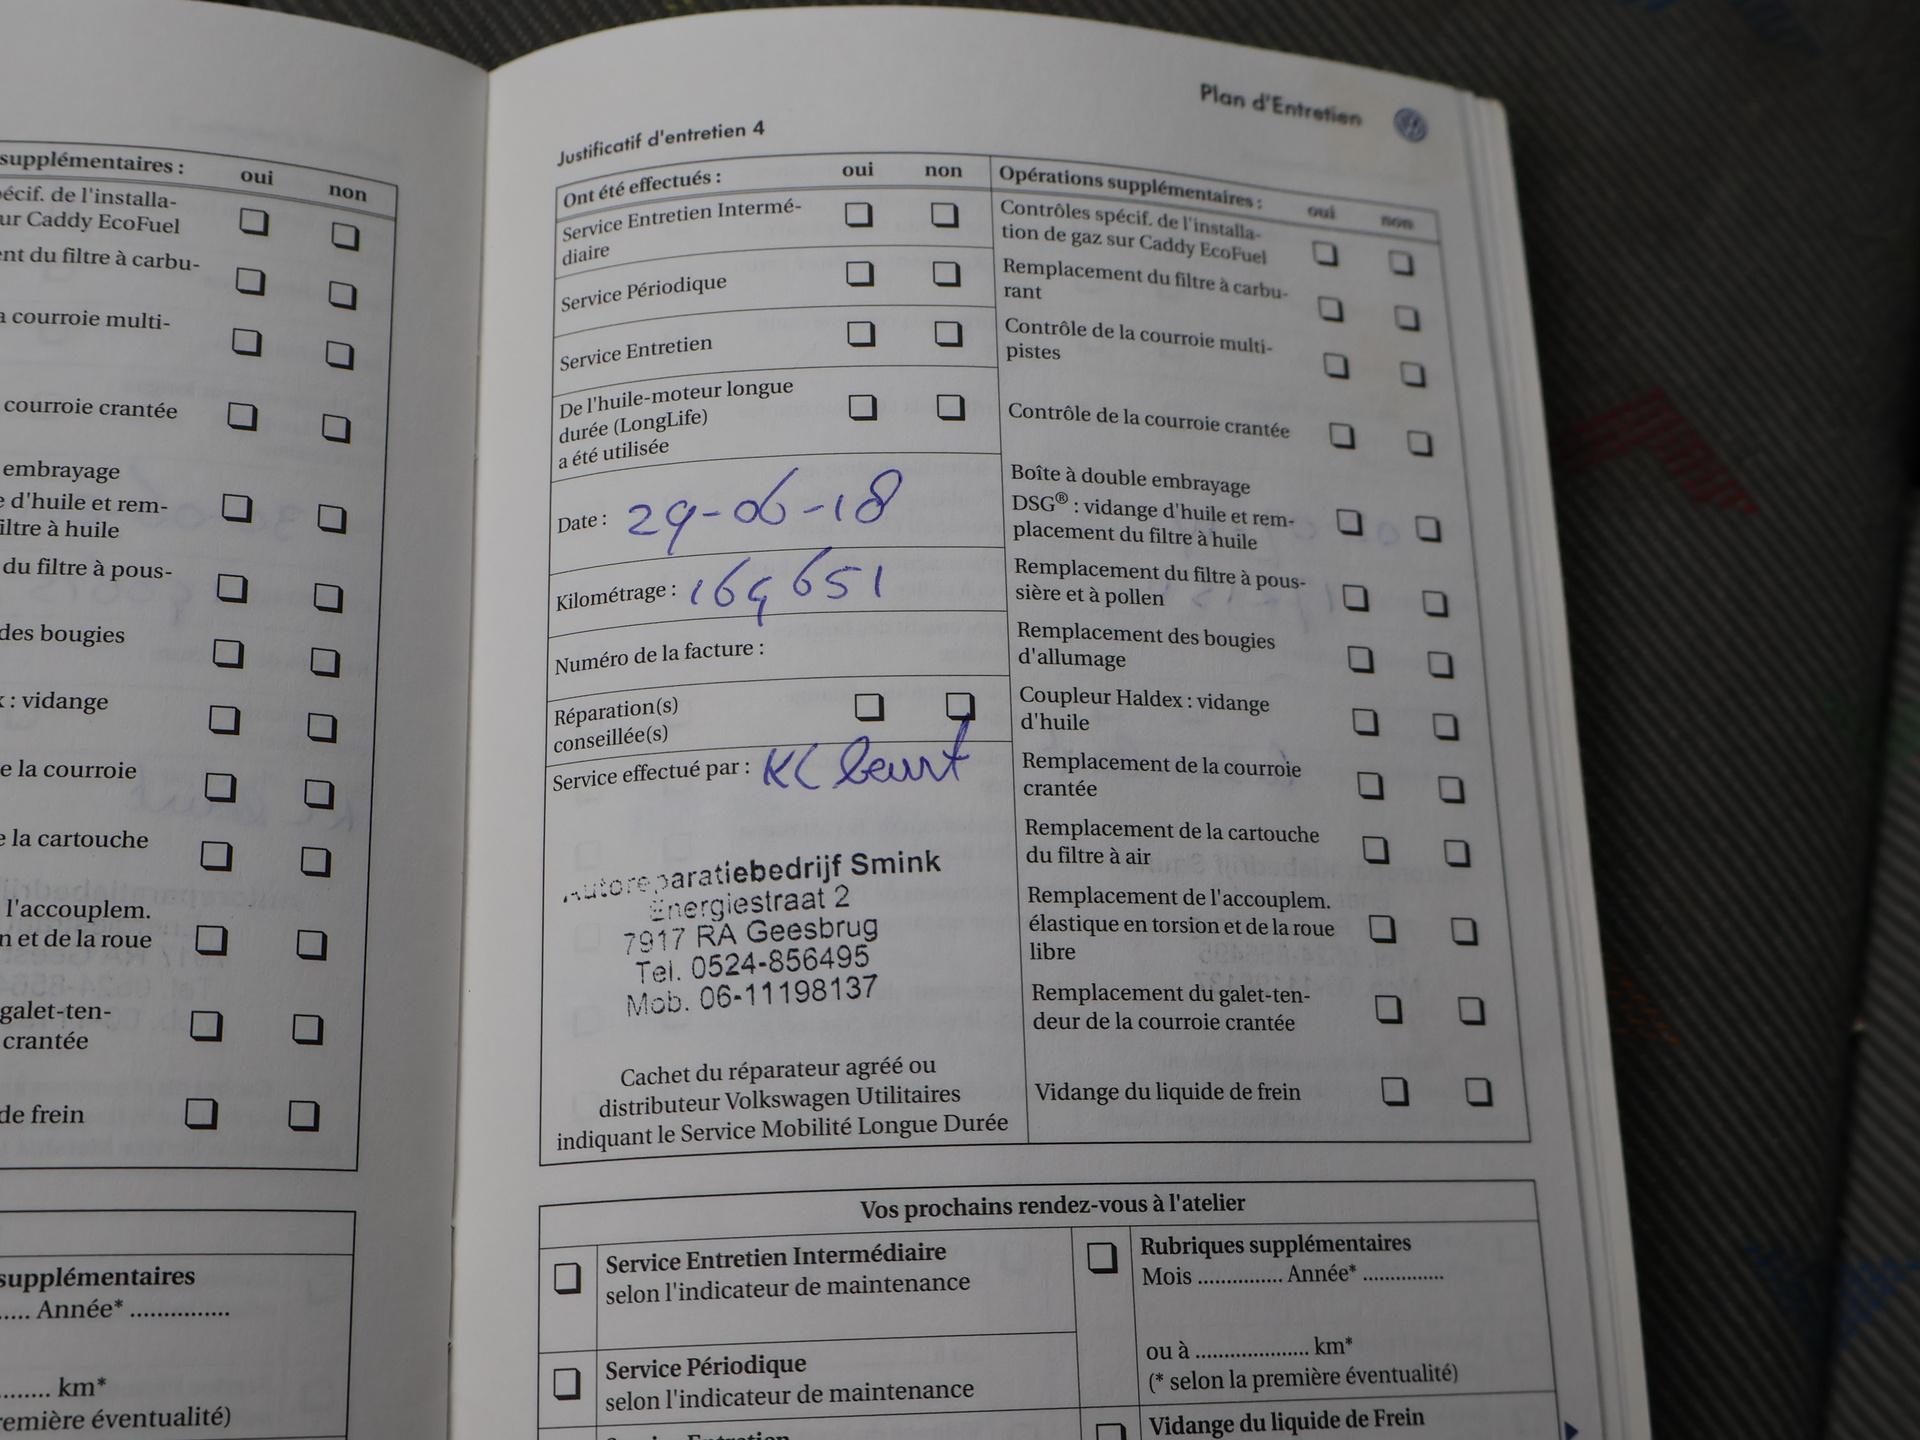 supplémentaires :
oui
non
écif. de l'installa-
ur Caddy EcoFuel
nt du filtre à carbu-
a courroie multi-
courroie crantée
embrayage
e d'huile et rem-
iltre à huile
du filtre à pous-
des bougies
: vidange
e la courroie
e la cartouche
l'accouplem.
n et de la roue
galet-ten-
crantée
de frein
supplémentaires
..... Année* ...............
........ km*
remière éventualité)
Plan d'Entretien
Justificatif d'entretien 4
Ont été effectués :
oui
non
Service Entretien Intermé-
diaire
Service Périodique
Service Entretien
De l'huile-moteur longue
durée (LongLife)
a été utilisée
Date : 29-06-18
Kilométrage : 169651
Numéro de la facture :
Réparation(s)
conseillée(s)
Service effectué par : KC beurt
Autoreparatiebedrijf Smink
Energiestraat 2
7917 RA Geesbrug
Tel. 0524-856495
Mob. 06-11198137
Cachet du réparateur agréé ou
distributeur Volkswagen Utilitaires
indiquant le Service Mobilité Longue Durée
Opérations supplémentaires :
oui
non
Contrôles spécif. de l'installa-
tion de gaz sur Caddy EcoFuel
Remplacement du filtre à carbu-
rant
Contrôle de la courroie multi-
pistes
Contrôle de la courroie crantée
Boîte à double embrayage
DSG® : vidange d'huile et rem-
placement du filtre à huile
Remplacement du filtre à pous-
sière et à pollen
Remplacement des bougies
d'allumage
Coupleur Haldex : vidange
d'huile
Remplacement de la courroie
crantée
Remplacement de la cartouche
du filtre à air
Remplacement de l'accouplem.
élastique en torsion et de la roue
libre
Remplacement du galet-ten-
deur de la courroie crantée
Vidange du liquide de frein
Vos prochains rendez-vous à l'atelier
Service Entretien Intermédiaire
selon l'indicateur de maintenance
Service Périodique
selon l'indicateur de maintenance
Service Entretien
Rubriques supplémentaires
Mois ............... Année* ...............
ou à .................... km*
(* selon la première éventualité)
Vidange du liquide de Frein